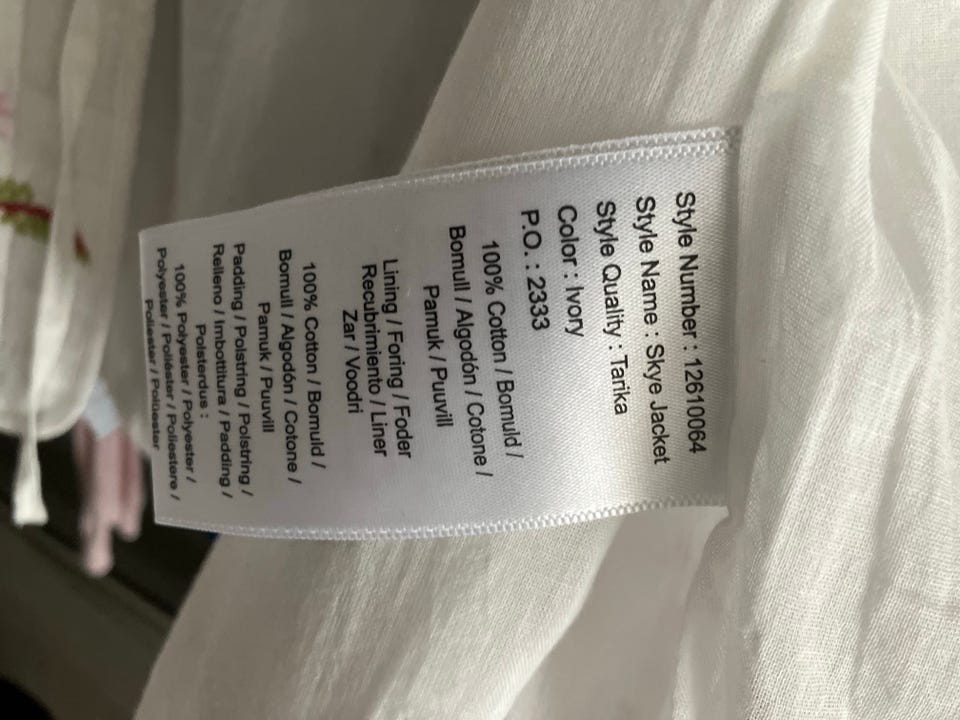 Style Number : 12610064
Style Name : Skye Jacket
Style Quality : Tarika
Color : Ivory
P.O. : 2333
100% Cotton / Bomuld /
Bomull / Algodón / Cotone /
Pamuk / Puuvill
Lining / Foring / Foder
Recubrimiento / Liner
Zar / Voodri
100% Cotton / Bomuld /
Bomull / Algodón / Cotone /
Pamuk / Puuvill
Padding / Polstring / Polstring /
Relleno / Imbottitura / Padding /
Polsterdus :
100% Polyester / Polyester /
Polyester / Poliéster / Poliestere /
Poliester / Polüester